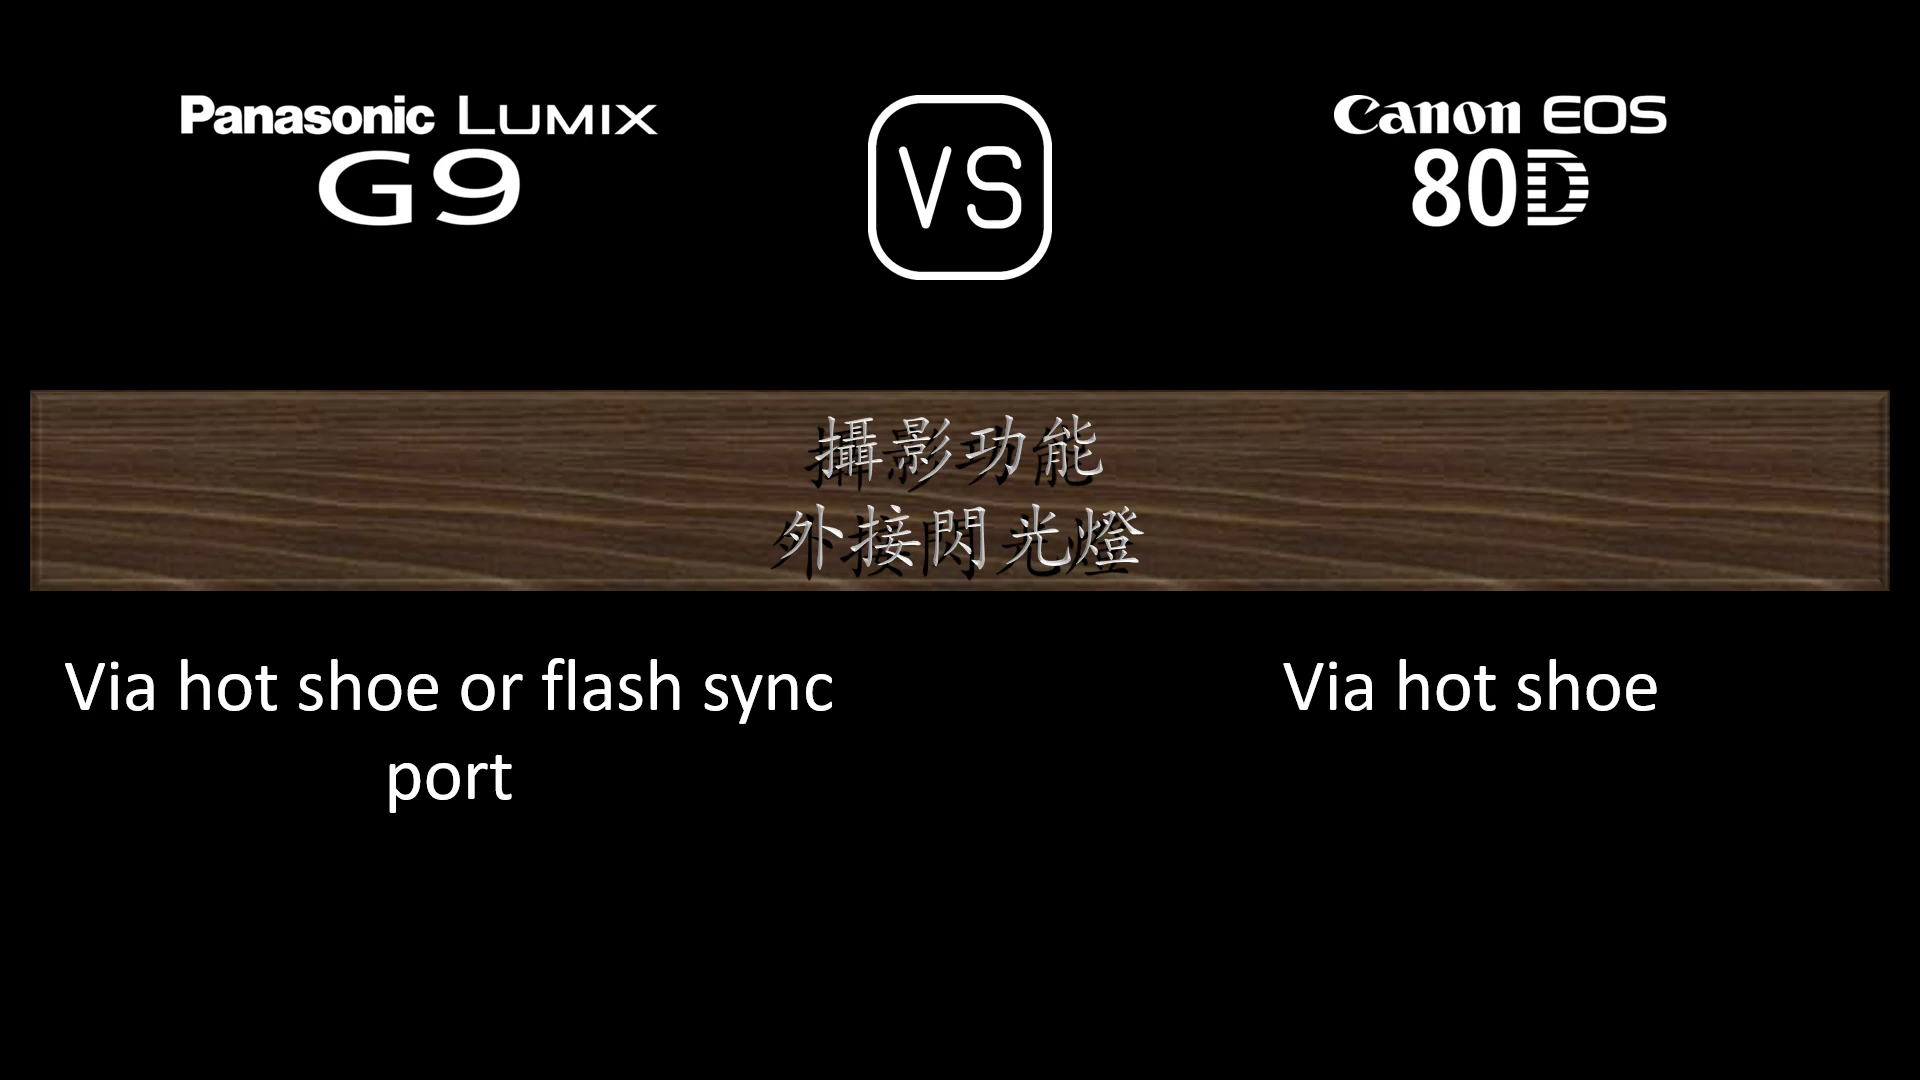 Panasonic LUMIX
G9
VS
Canon EOS
80D
攝影功能
外接閃光燈
Via hot shoe or flash sync
port
Via hot shoe